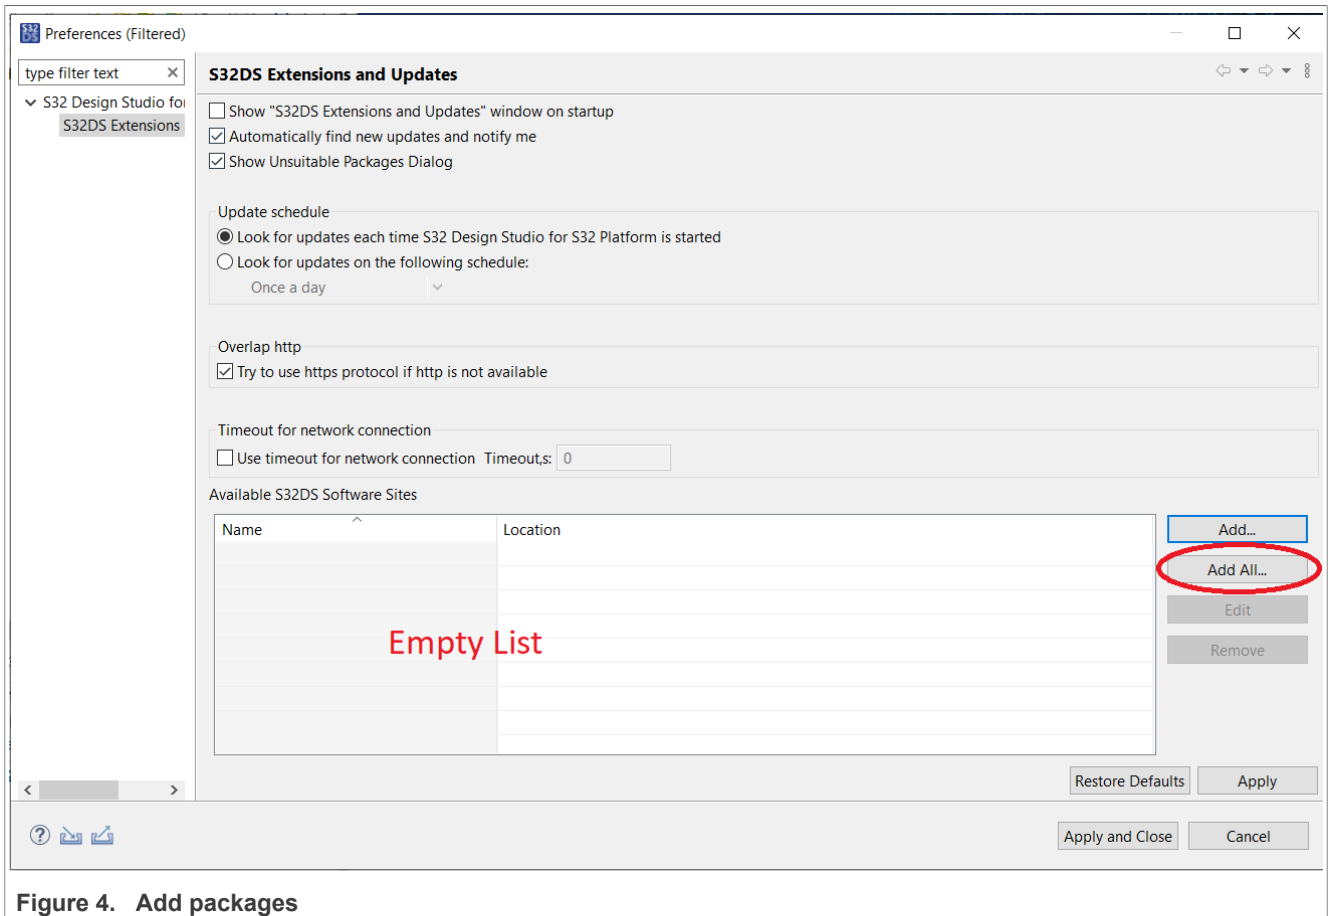 S32
DS
Preferences (Filtered)
type filter text
S32DS Extensions and Updates
S32 Design Studio fo
S32DS Extensions
Show "S32DS Extensions and Updates" window on startup
Automatically find new updates and notify me
Show Unsuitable Packages Dialog
Update schedule
Look for updates each time S32 Design Studio for S32 Platform is started
Look for updates on the following schedule:
Once a day
Overlap http
Try to use https protocol if http is not available
Timeout for network connection
Use timeout for network connection Timeout,s: 0
Available S32DS Software Sites
Name Location
Add...
Add All...
Edit
Remove
Empty List
Restore Defaults Apply
Apply and Close Cancel
Figure 4. Add packages